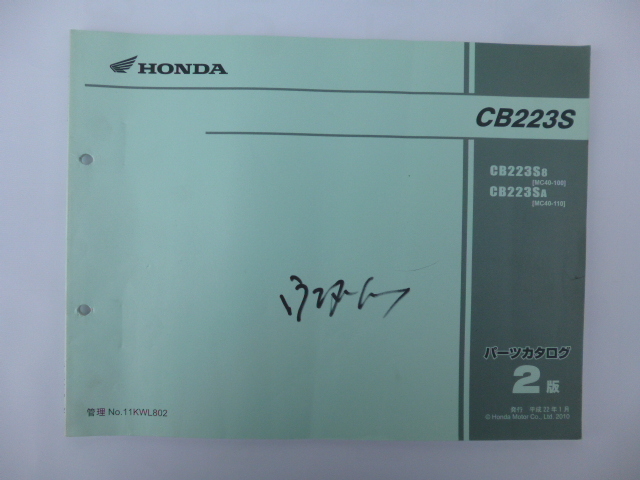 HONDA
CB223S
CB223SB
[MC40-100]
CB223SA
[MC40-110]
パーツカタログ
2版
発行 平成22年1月
© Honda Motor Co., Ltd. 2010
管理 No.11KWL802